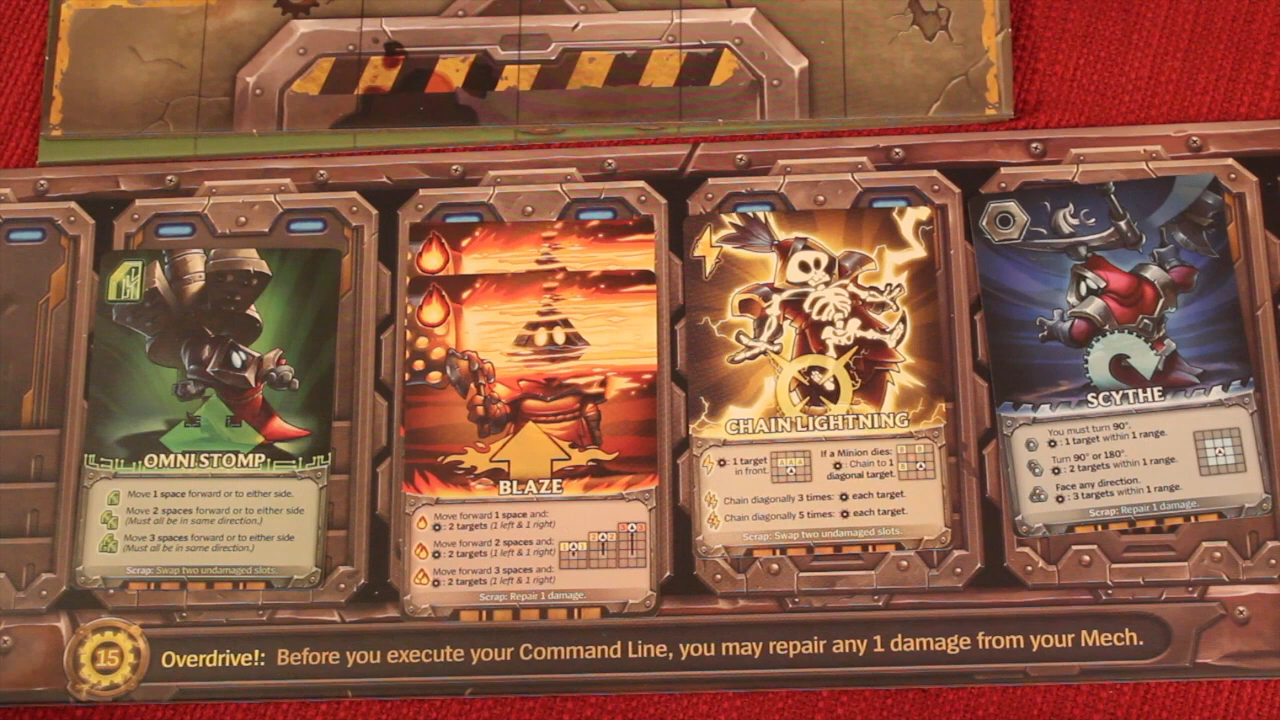 OMNI STOMP
Move 1 space forward or to either side.
Move 2 spaces forward or to either side
(Must all be in same direction.)
Move 3 spaces forward or to either side
(Must all be in same direction.)
Scrap: Swap two undamaged slots.
BLAZE
Move forward 1 space and:
: 2 targets (1 left & 1 right)
Move forward 2 spaces and:
: 2 targets (1 left & 1 right)
Move forward 3 spaces and:
: 2 targets (1 left & 1 right)
Scrap: Repair 1 damage.
CHAIN LIGHTNING
: 1 target
in front.
If a Minion dies:
: Chain to 1
diagonal target.
Chain diagonally 3 times: each target.
Chain diagonally 5 times: each target.
Scrap: Swap two undamaged slots.
SCYTHE
You must turn 90°.
: 1 target within 1 range.
Turn 90° or 180°.
: 2 targets within 1 range.
Face any direction.
: 3 targets within 1 range.
Scrap: Repair 1 damage.
15
Overdrive!: Before you execute your Command Line, you may repair any 1 damage from your Mech.